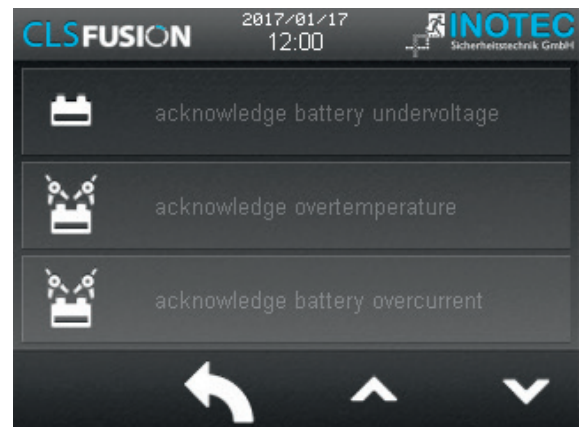 CLSFUSION
2017/01/17
12:00
INOTEC
Sicherheitstechnik GmbH
acknowledge battery undervoltage
acknowledge overtemperature
acknowledge battery overcurrent